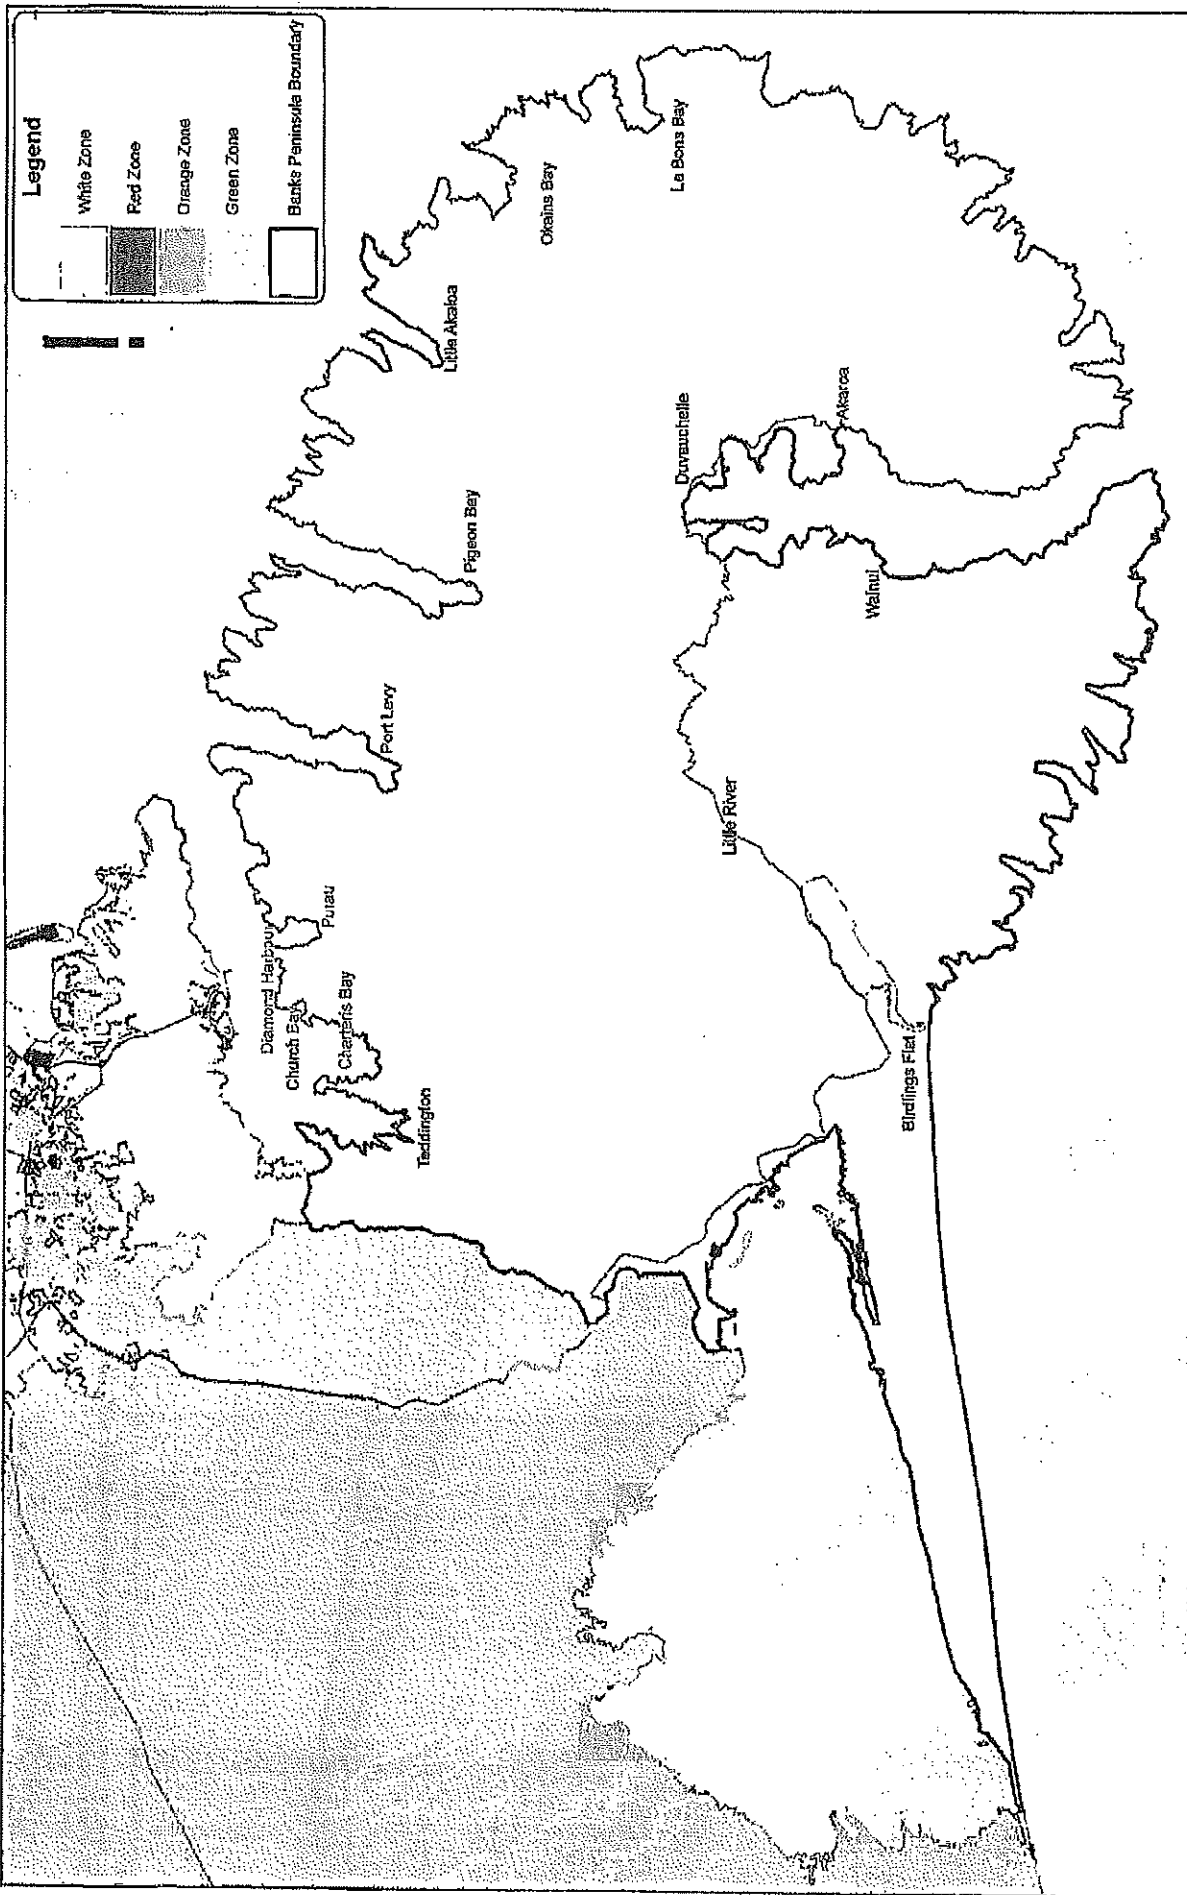 Legend
White Zone
Red Zone
Orange Zone
Green Zone
Banks Peninsula Boundary
Le Bons Bay
Okains Bay
Little Akaloa
Pigeon Bay
Port Levy
Purau
Diamond Harbour
Church Bay
Charteris Bay
Teddington
Duvauchelle
Akaroa
Wainui
Little River
Birdlings Flat